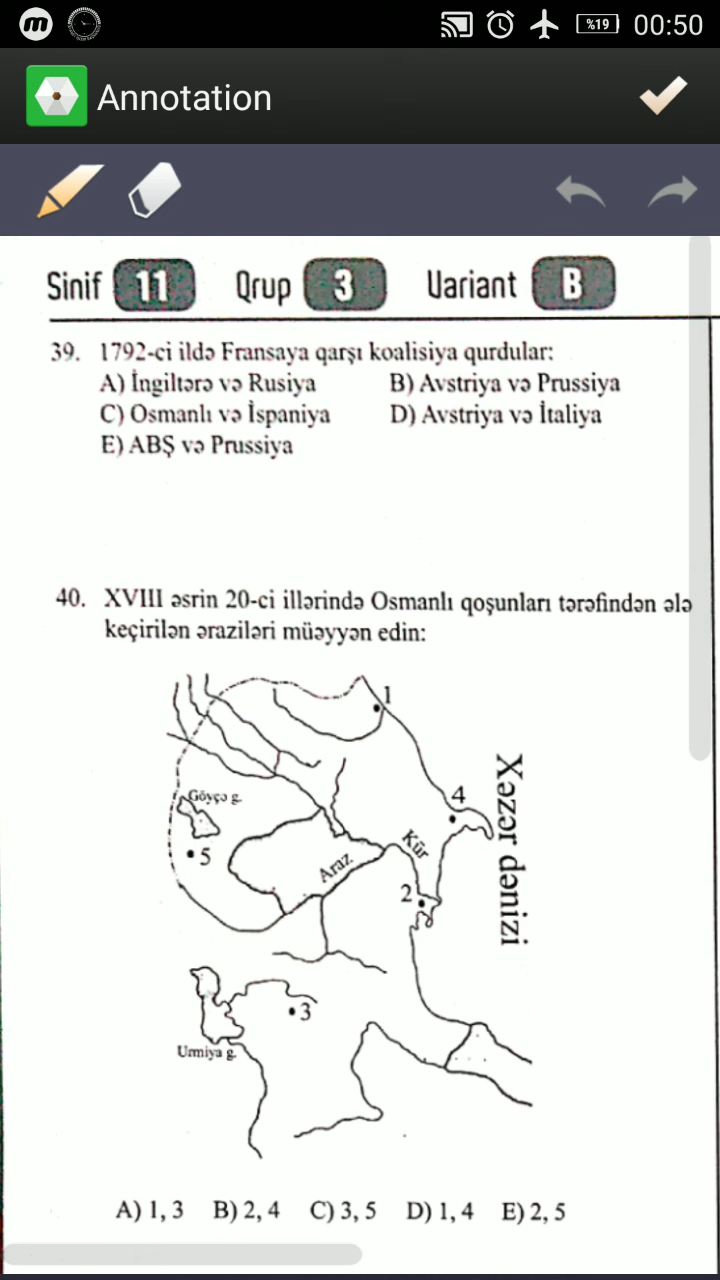 m %19 00:50
Annotation
Sinif 11 Qrup 3 Variant B
39. 1792-ci ildə Fransaya qarşı koalisiya qurdular:
A) İngiltərə və Rusiya B) Avstriya və Prussiya
C) Osmanlı və İspaniya D) Avstriya və İtaliya
E) ABŞ və Prussiya
40. XVIII əsrin 20-ci illərində Osmanlı qoşunları tərəfindən ələ
keçirilən əraziləri müəyyən edin:
1
Göyçə g.
4
Xəzər dənizi
5
Kür
Araz
2
3
Urmiya g.
A) 1, 3 B) 2, 4 C) 3, 5 D) 1, 4 E) 2, 5